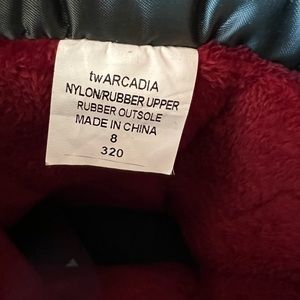 twARCADIA
NYLON/RUBBER UPPER
RUBBER OUTSOLE
MADE IN CHINA
8
320